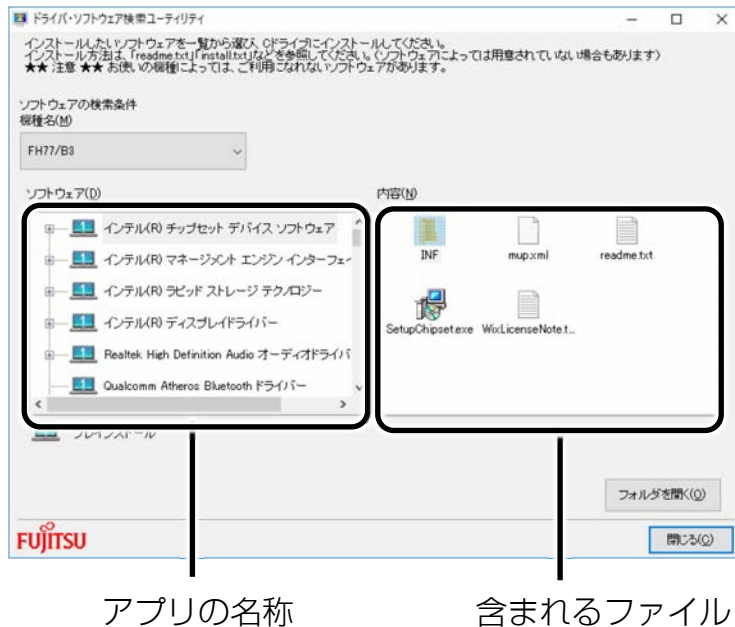 ドライバ・ソフトウェア検索ユーティリティ
インストールしたいソフトウェアを一覧から選び、Cドライブにインストールしてください。
インストール方法は、「readme.txt」「install.txt」などを参照してください。(ソフトウェアによっては用意されていない場合もあります)
★★ 注意 ★★ お使いの機種によっては、ご利用になれないソフトウェアがあります。
ソフトウェアの検索条件
機種名(M)
FH77/B3
ソフトウェア(D)
内容(N)
インテル(R) チップセット デバイス ソフトウェア
インテル(R) マネージメント エンジン インターフェー
インテル(R) ラピッド ストレージ テクノロジー
インテル(R) ディスプレイドライバー
Realtek High Definition Audio オーディオドライバ
Qualcomm Atheros Bluetooth ドライバー
INF
mup.xml
readme.txt
SetupChipset.exe
WixLicenseNote.t...
プレインストール
フォルダを開く(O)
FUJITSU
閉じる(C)
アプリの名称
含まれるファイル